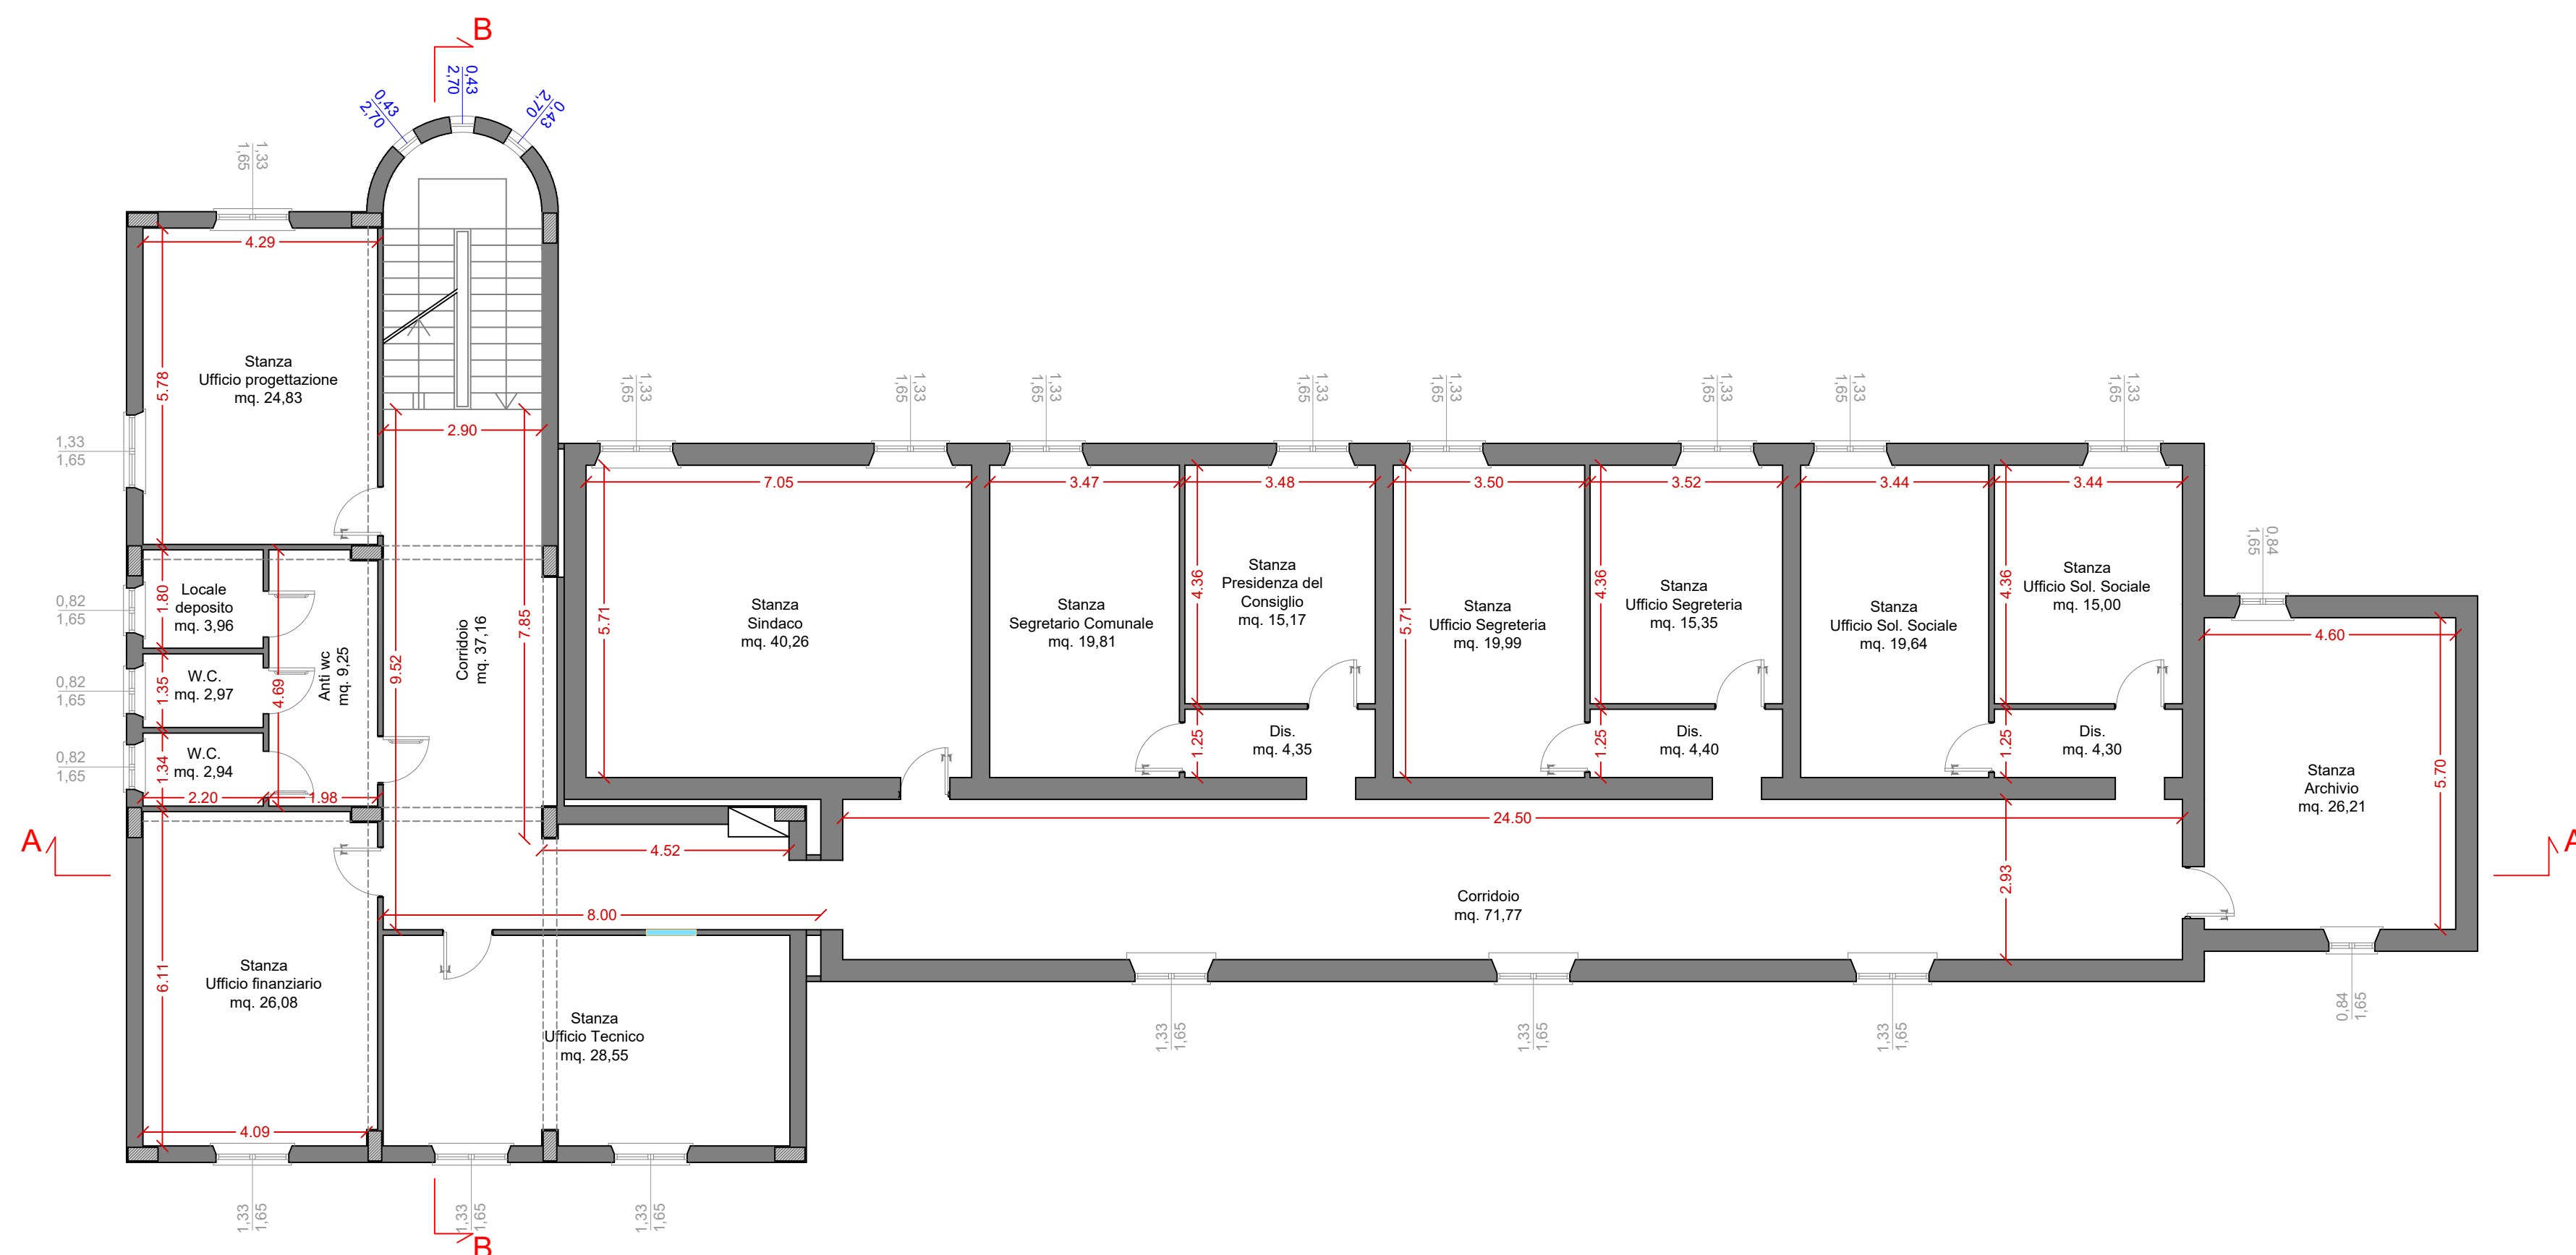 B
0,43
2,70
0,43
2,70
0,43
2,70
1,33
1,65
4.29
5.78
Stanza
Ufficio progettazione
mq. 24,83
1,33
1,65
2.90
1,33
1,65
1,33
1,65
1,33
1,65
1,33
1,65
1,33
1,65
1,33
1,65
1,33
1,65
1,33
1,65
7.05
3.47
3.48
3.50
3.52
3.44
3.44
5.71
4.36
5.71
4.36
4.36
Stanza
Sindaco
mq. 40,26
Stanza
Segretario Comunale
mq. 19,81
Stanza
Presidenza del
Consiglio
mq. 15,17
Stanza
Ufficio Segreteria
mq. 19,99
Stanza
Ufficio Segreteria
mq. 15,35
Stanza
Ufficio Sol. Sociale
mq. 19,64
Stanza
Ufficio Sol. Sociale
mq. 15,00
0,84
1,65
4.60
5.70
Stanza
Archivio
mq. 26,21
0,82
1,65
1.80
Locale
deposito
mq. 3,96
0,82
1,65
1.35
W.C.
mq. 2,97
0,82
1,65
1.34
W.C.
mq. 2,94
2.20
1.98
4.69
Anti wc
mq. 9,25
9.52
Corridoio
mq. 37,16
7.85
1.25
Dis.
mq. 4,35
1.25
Dis.
mq. 4,40
1.25
Dis.
mq. 4,30
A
4.52
24.50
2.93
A
8.00
Corridoio
mq. 71,77
6.11
Stanza
Ufficio finanziario
mq. 26,08
4.09
Stanza
Ufficio Tecnico
mq. 28,55
1,33
1,65
1,33
1,65
1,33
1,65
0,84
1,65
1,33
1,65
1,33
1,65
1,33
1,65
B